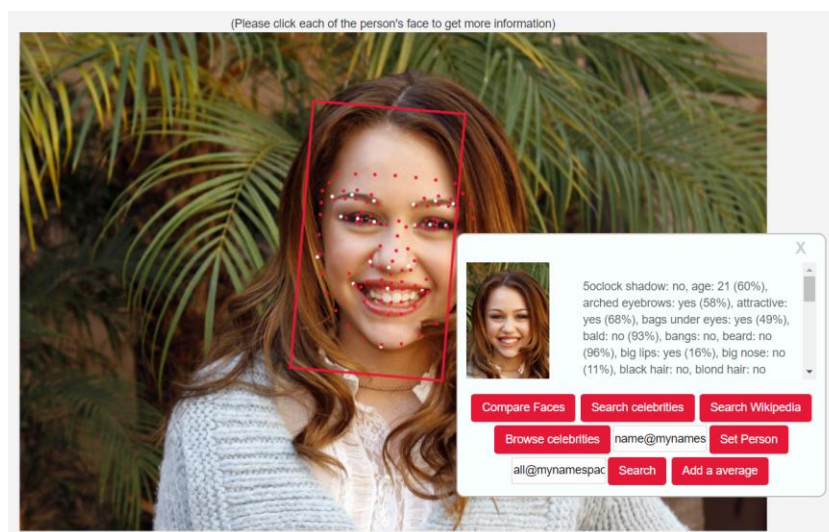 (Please click each of the person's face to get more information)
X
5oclock shadow: no, age: 21 (60%),
arched eyebrows: yes (58%), attractive:
yes (68%), bags under eyes: yes (49%),
bald: no (93%), bangs: no, beard: no
(96%), big lips: yes (16%), big nose: no
(11%), black hair: no, blond hair: no
Compare Faces Search celebrities Search Wikipedia
Browse celebrities name@mynames Set Person
all@mynamespac Search Add a average